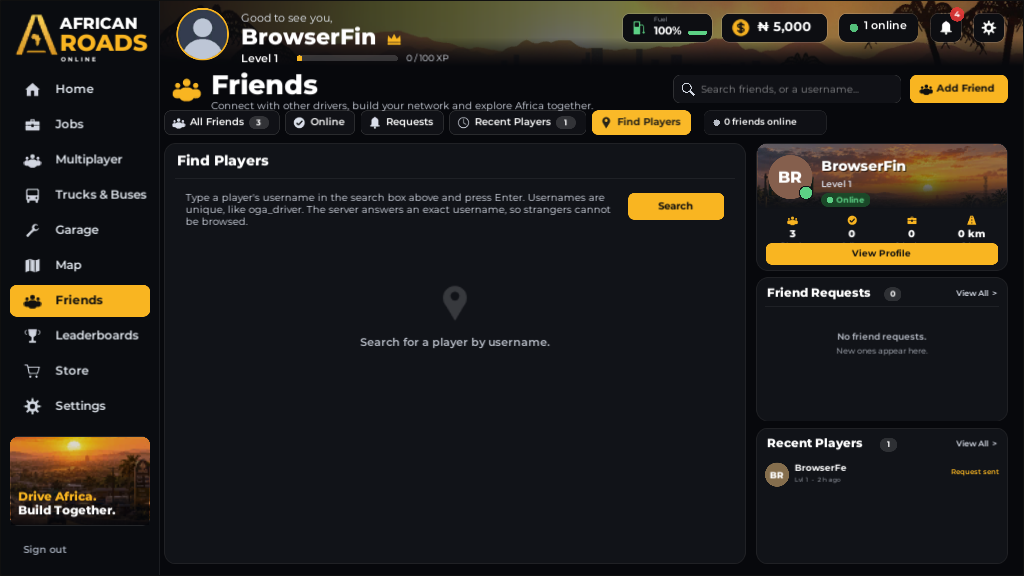 AFRICAN
ROADS
ONLINE
Home
Jobs
Multiplayer
Trucks & Buses
Garage
Map
Friends
Leaderboards
Store
Settings
Drive Africa.
Build Together.
Sign out
Good to see you,
BrowserFin
Level 1
0 / 100 XP
Fuel
100%
₦ 5,000
1 online
4
Friends
Connect with other drivers, build your network and explore Africa together.
Search friends, or a username...
Add Friend
All Friends 3
Online
Requests
Recent Players 1
Find Players
0 friends online
Find Players
Type a player's username in the search box above and press Enter. Usernames are
unique, like oga_driver. The server answers an exact username, so strangers cannot
be browsed.
Search
Search for a player by username.
BR
BrowserFin
Level 1
Online
3 0 0 0 km
View Profile
Friend Requests 0 View All >
No friend requests.
New ones appear here.
Recent Players 1 View All >
BR
BrowserFe
Lvl 1 - 2 h ago
Request sent